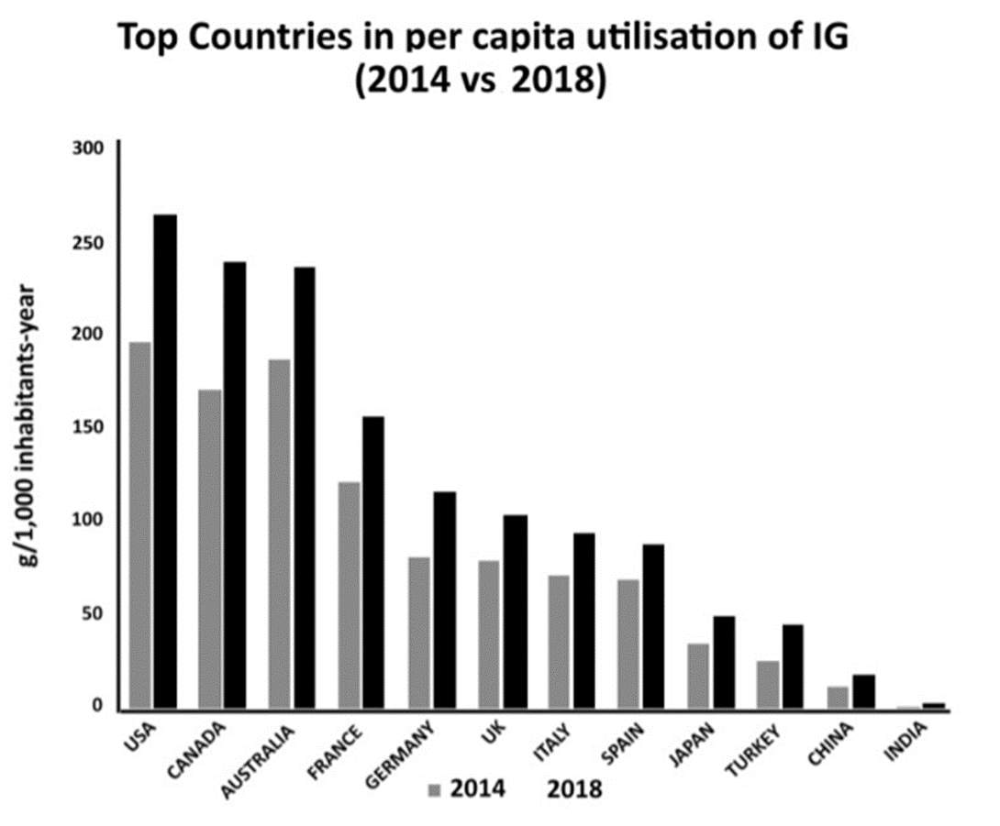 Top Countries in per capita utilisation of IG
(2014 vs 2018)
300
250
200
150
100
50
0
g/1,000 inhabitants-year
USA
CANADA
AUSTRALIA
FRANCE
GERMANY
UK
ITALY
SPAIN
JAPAN
TURKEY
CHINA
INDIA
2014 2018